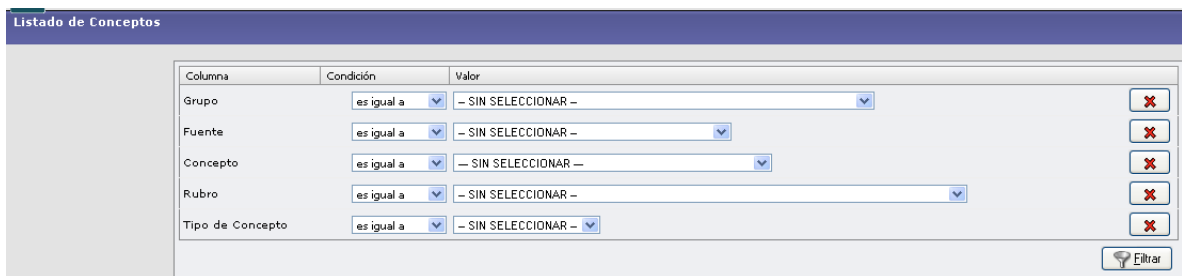 Listado de Conceptos
Columna Condición Valor
Grupo es igual a – SIN SELECCIONAR –
Fuente es igual a – SIN SELECCIONAR –
Concepto es igual a — SIN SELECCIONAR —
Rubro es igual a – SIN SELECCIONAR –
Tipo de Concepto es igual a – SIN SELECCIONAR –
Filtrar